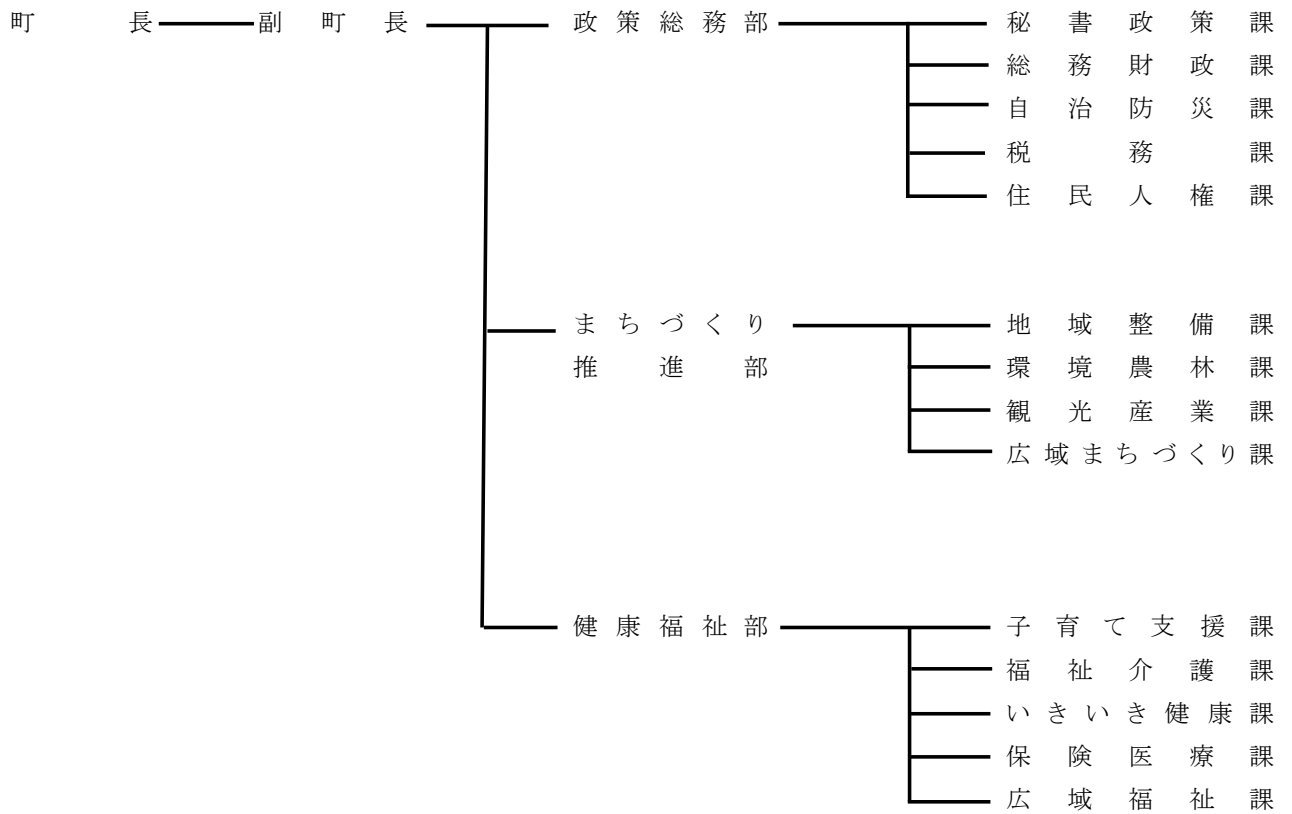 町長 副町長 政策総務部 秘書政策課
総務財政課
自治防災課
税務課
住民人権課
まちづくり 地域整備課
推進部 環境農林課
観光産業課
広域まちづくり課
健康福祉部 子育て支援課
福祉介護課
いきいき健康課
保険医療課
広域福祉課